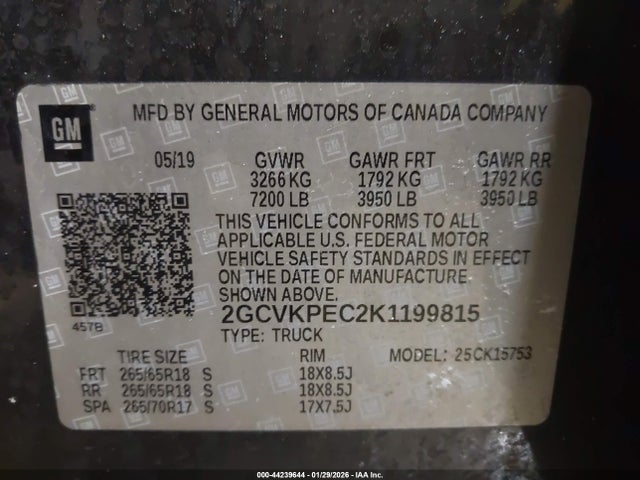 GM
MFD BY GENERAL MOTORS OF CANADA COMPANY
05/19 GVWR GAWR FRT GAWR RR
3266 KG 1792 KG 1792 KG
7200 LB 3950 LB 3950 LB
THIS VEHICLE CONFORMS TO ALL
APPLICABLE U.S. FEDERAL MOTOR
VEHICLE SAFETY STANDARDS IN EFFECT
ON THE DATE OF MANUFACTURE
SHOWN ABOVE.
457B
2GCVKPEC2K1199815
TYPE: TRUCK MODEL: 25CK15753
TIRE SIZE RIM
FRT 265/65R18 S 18X8.5J
RR 265/65R18 S 18X8.5J
SPA 265/70R17 S 17X7.5J
000-44239644 - 01/29/2026 - IAA Inc.